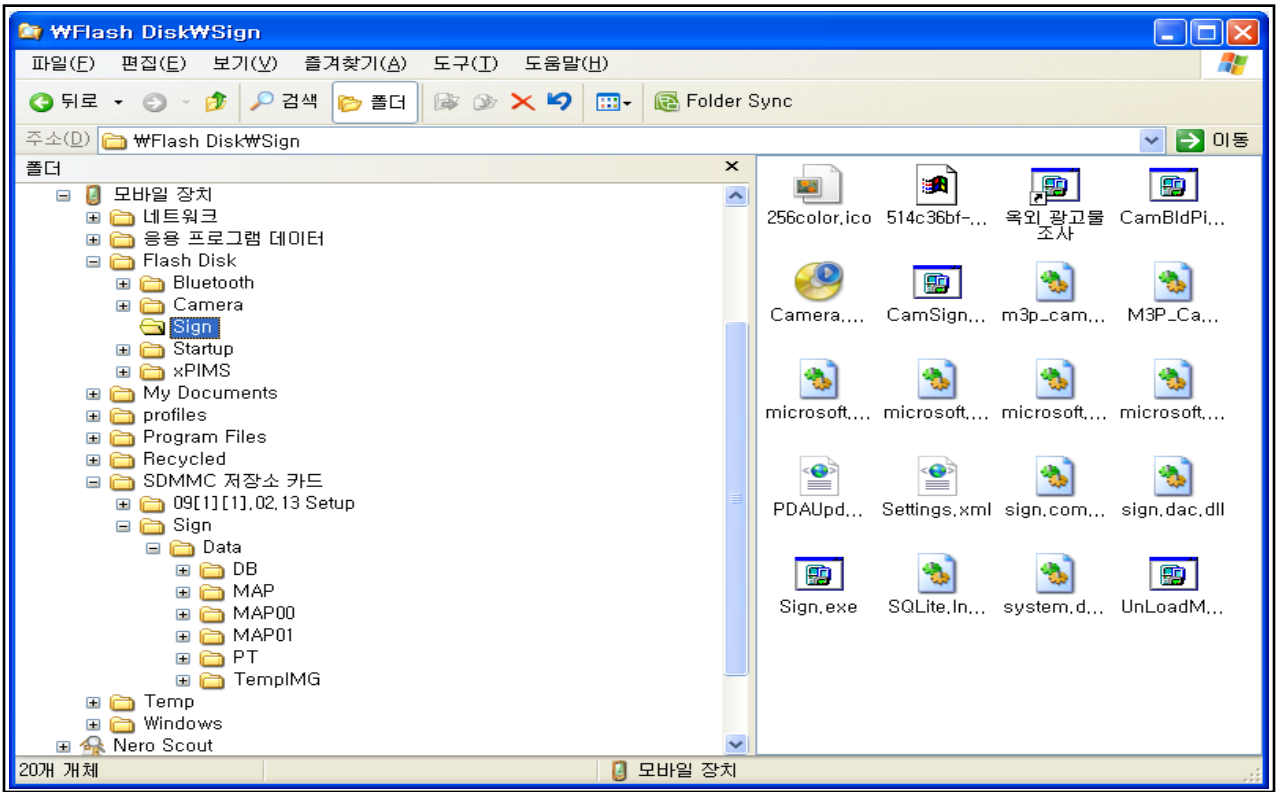 ₩Flash Disk₩Sign
파일(F) 편집(E) 보기(V) 즐겨찾기(A) 도구(T) 도움말(H)
뒤로 검색 폴더 Folder Sync
주소(D) ₩Flash Disk₩Sign 이동
폴더
모바일 장치
네트워크
응용 프로그램 데이터
Flash Disk
Bluetooth
Camera
Sign
Startup
xPIMS
My Documents
profiles
Program Files
Recycled
SDMMC 저장소 카드
09[1][1].02.13 Setup
Sign
Data
DB
MAP
MAP00
MAP01
PT
TempIMG
Temp
Windows
Nero Scout
256color.ico 514c36bf-... 옥외 광고물 CamBldPi...
조사
Camera.... CamSign... m3p_cam... M3P_Ca...
microsoft.... microsoft.... microsoft.... microsoft....
PDAUpd... Settings.xml sign.com... sign.dac.dll
Sign.exe SQLite.In... system.d... UnLoadM...
20개 개체 모바일 장치